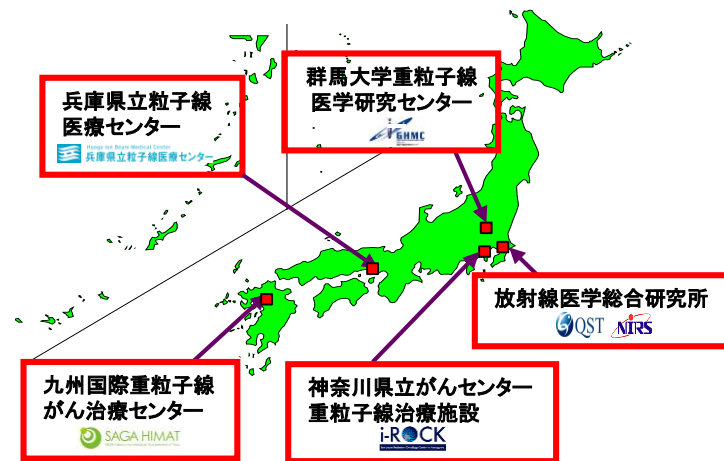 兵庫県立粒子線
医療センター
Hyogo Ion Beam Medical Center
兵庫県立粒子線医療センター
群馬大学重粒子線
医学研究センター
GHMC
放射線医学総合研究所
QST NIRS
九州国際重粒子線
がん治療センター
SAGA HIMAT
神奈川県立がんセンター
重粒子線治療施設
i-ROCK